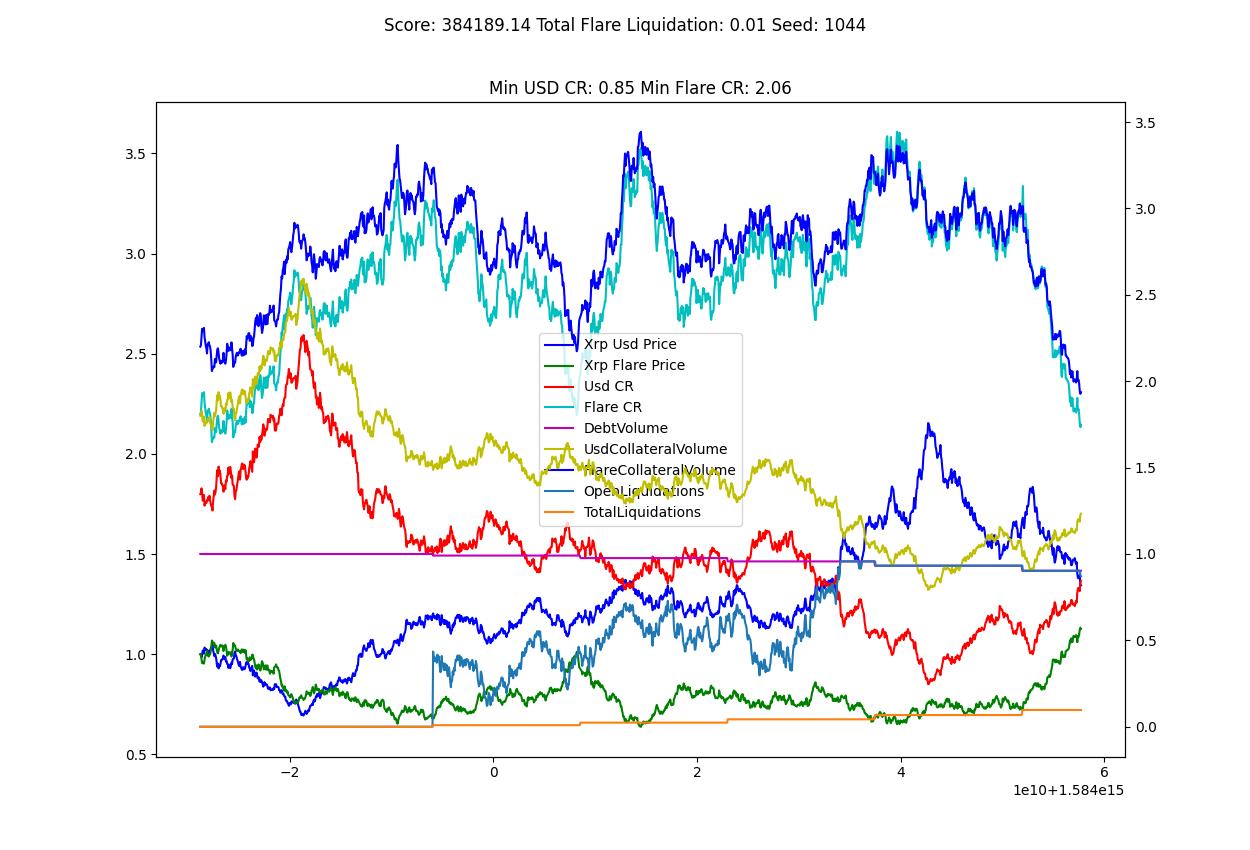 Score: 384189.14 Total Flare Liquidation: 0.01 Seed: 1044
Min USD CR: 0.85 Min Flare CR: 2.06
3.5
3.0
2.5
2.0
1.5
1.0
0.5
3.5
3.0
2.5
2.0
1.5
1.0
0.5
0.0
Xrp Usd Price
Xrp Flare Price
Usd CR
Flare CR
DebtVolume
UsdCollateralVolume
FlareCollateralVolume
OpenLiquidations
TotalLiquidations
−2 0 2 4 6
1e10+1.584e15